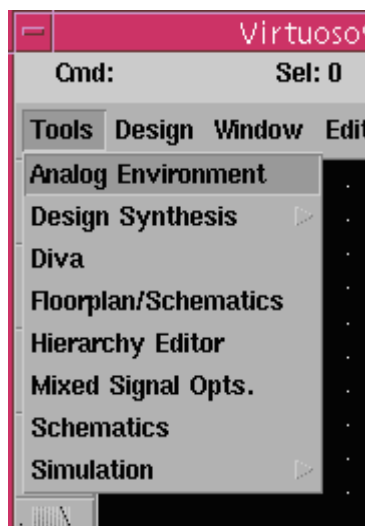 Virtuoso
Cmd: Sel: 0
Tools Design Window Edit
Analog Environment
Design Synthesis
Diva
Floorplan/Schematics
Hierarchy Editor
Mixed Signal Opts.
Schematics
Simulation